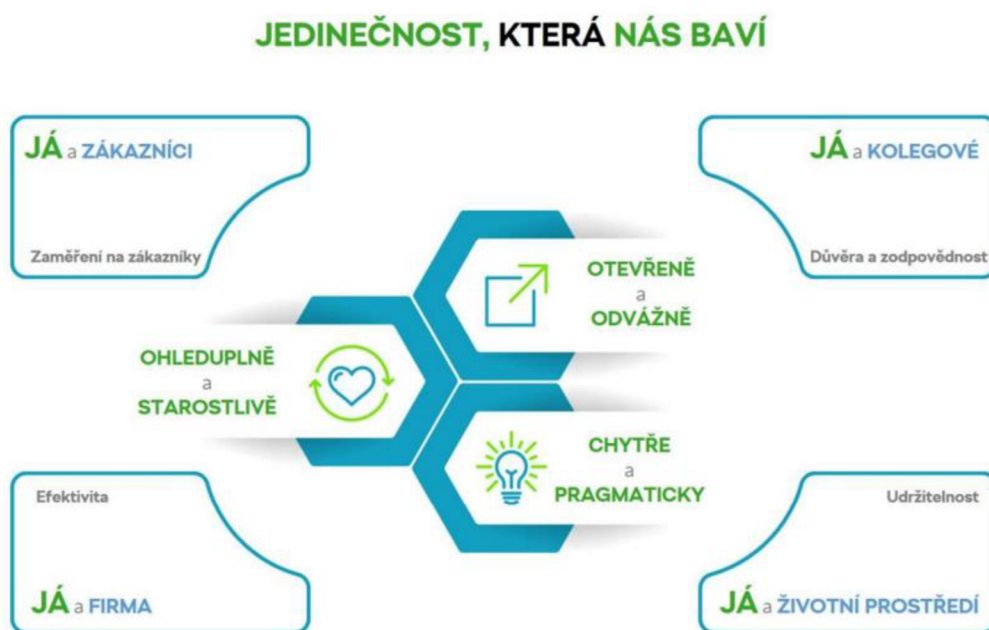 JEDINEČNOST, KTERÁ NÁS BAVÍ
JÁ a ZÁKAZNÍCI
Zaměření na zákazníky
JÁ a KOLEGOVÉ
Důvěra a zodpovědnost
OTEVŘENĚ
a
ODVÁŽNĚ
OHLEDUPLNĚ
a
STAROSTLIVĚ
CHYTŘE
a
PRAGMATICKY
Efektivita
JÁ a FIRMA
Udržitelnost
JÁ a ŽIVOTNÍ PROSTŘEDÍ